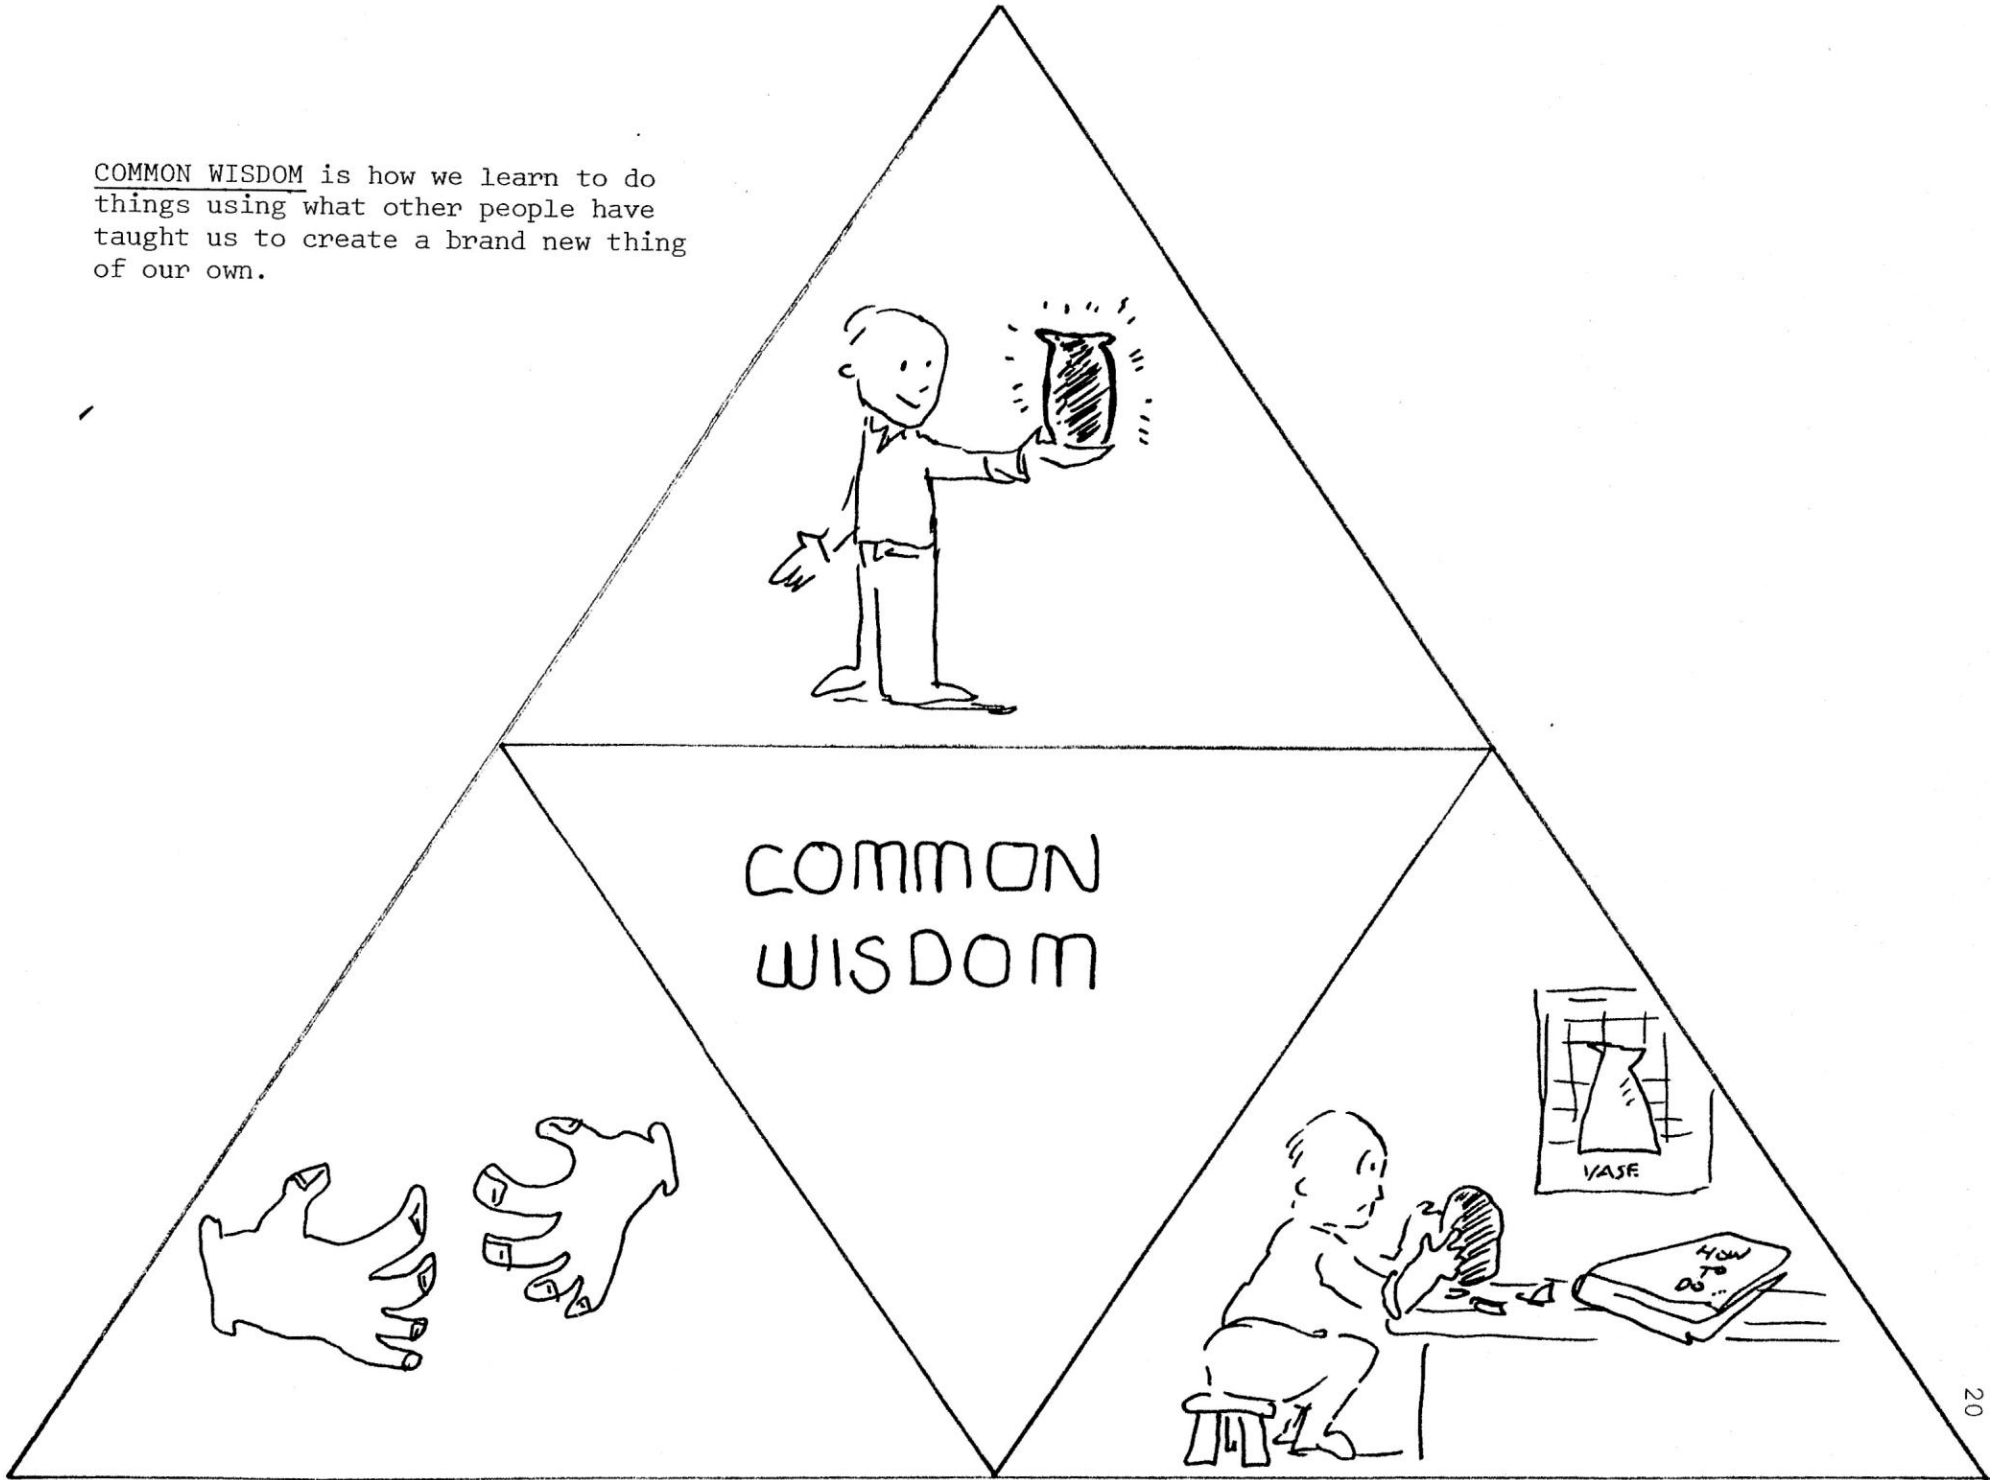 COMMON WISDOM is how we learn to do
things using what other people have
taught us to create a brand new thing
of our own.
COMMON
WISDOM
VASE
HOW
TO
DO...
20